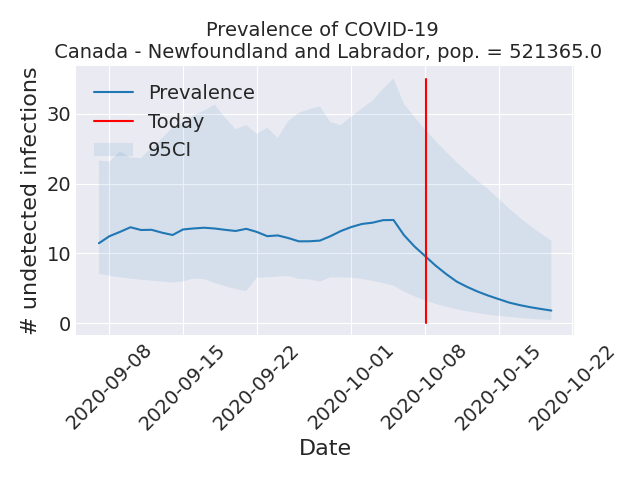 Prevalence of COVID-19
Canada - Newfoundland and Labrador, pop. = 521365.0
# undetected infections
30
20
10
0
Prevalence
Today
95CI
2020-09-08
2020-09-15
2020-09-22
2020-10-01
2020-10-08
2020-10-15
2020-10-22
Date